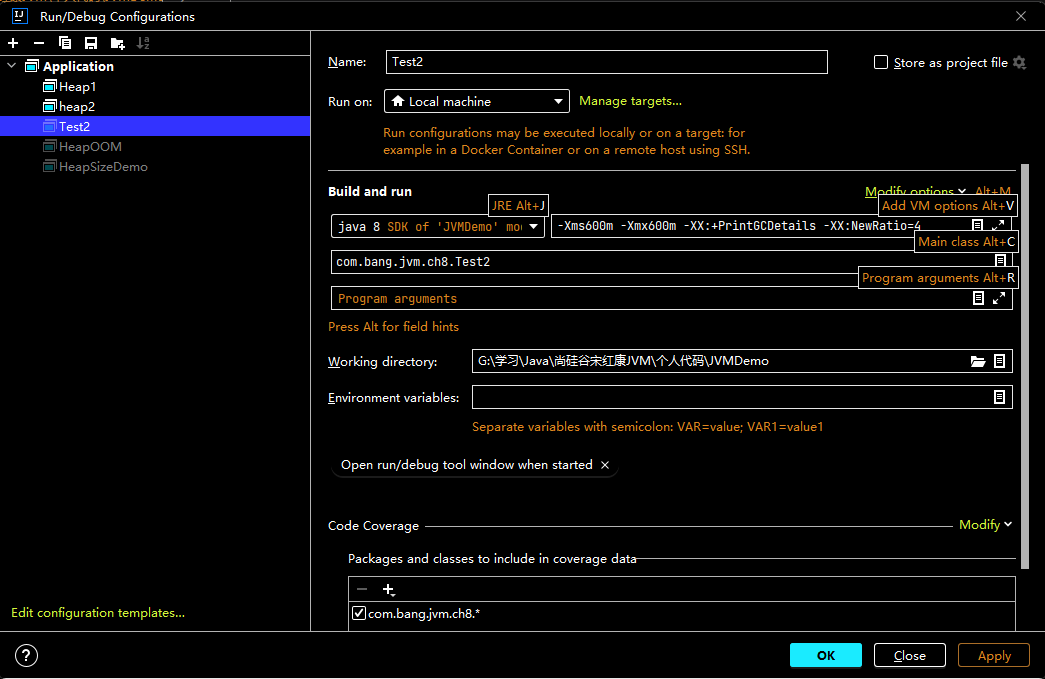 Run/Debug Configurations
Application
Heap1
heap2
Test2
HeapOOM
HeapSizeDemo
Edit configuration templates...
Name: Test2
Store as project file
Run on: Local machine Manage targets...
Run configurations may be executed locally or on a target: for
example in a Docker Container or on a remote host using SSH.
Build and run
Modify options Alt+M
JRE Alt+J
Add VM options Alt+V
java 8 SDK of 'JVMDemo' mo
-Xms600m -Xmx600m -XX:+PrintGCDetails -XX:NewRatio=4
Main class Alt+C
com.bang.jvm.ch8.Test2
Program arguments Alt+R
Program arguments
Press Alt for field hints
Working directory: G:\学习\Java\尚硅谷宋红康JVM\个人代码\JVMDemo
Environment variables:
Separate variables with semicolon: VAR=value; VAR1=value1
Open run/debug tool window when started ×
Code Coverage
Modify
Packages and classes to include in coverage data
com.bang.jvm.ch8.*
?
OK
Close
Apply